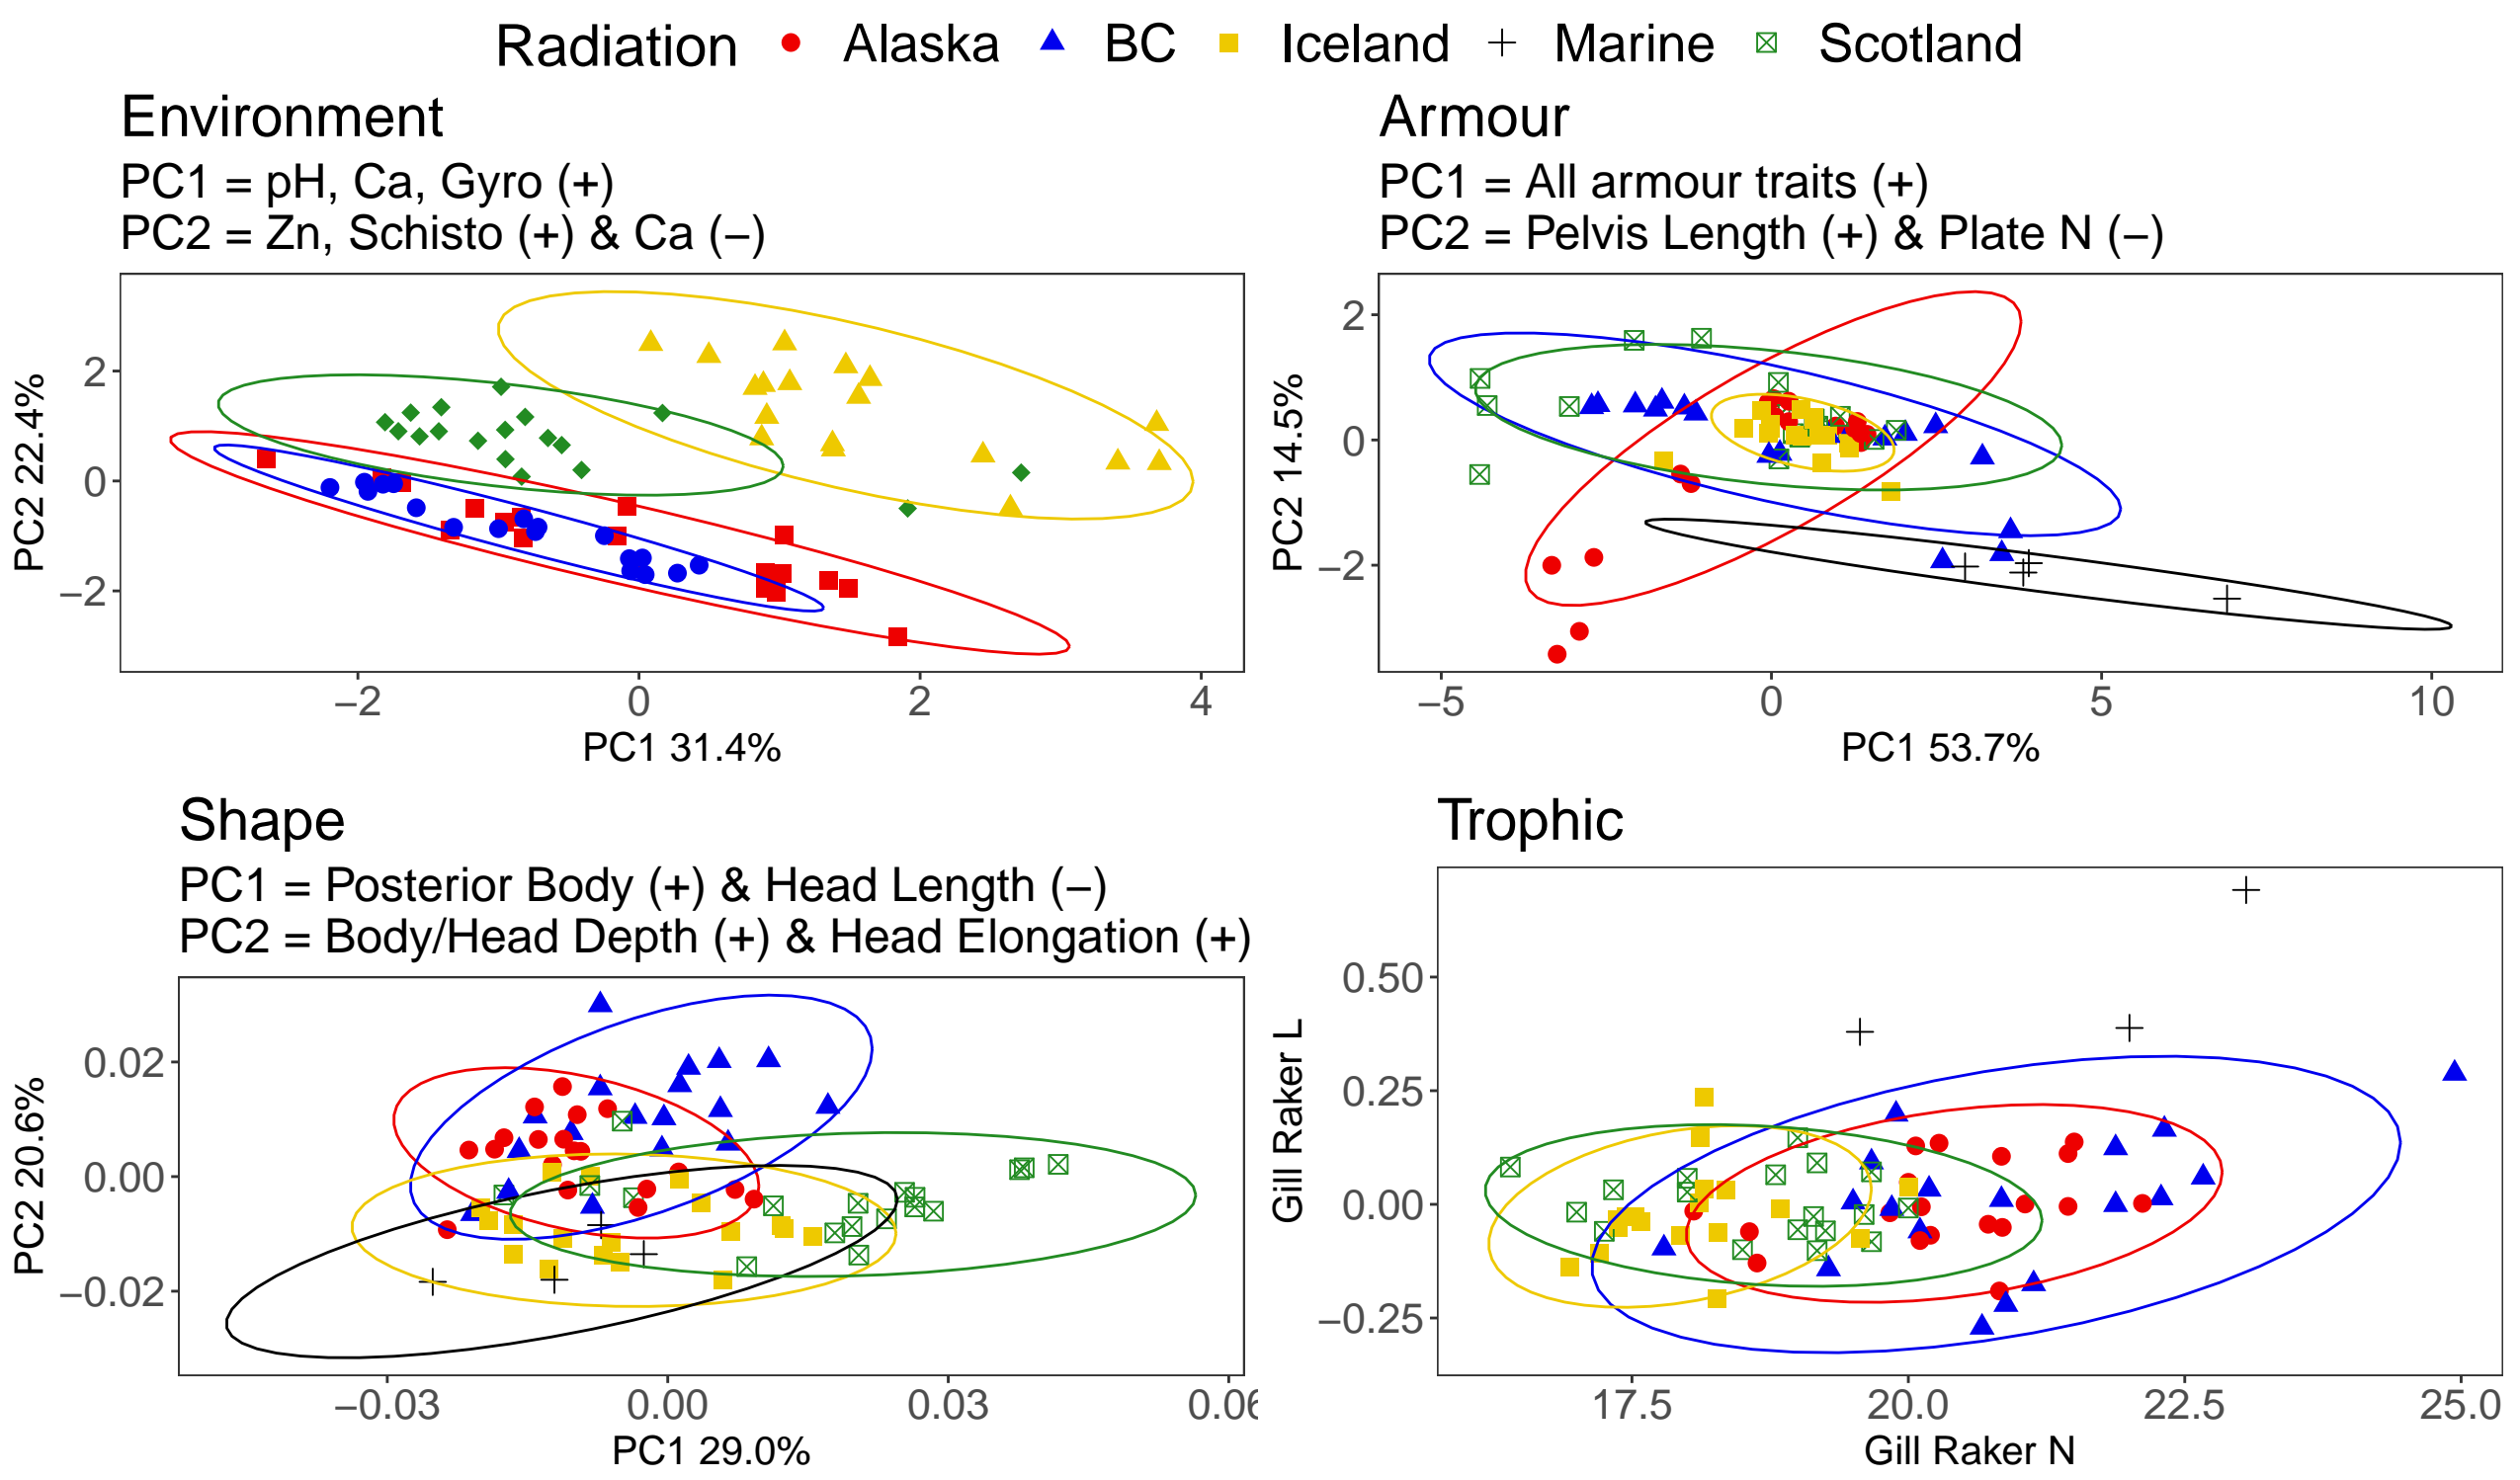 Radiation Alaska BC Iceland Marine Scotland
Environment
PC1 = pH, Ca, Gyro (+)
PC2 = Zn, Schisto (+) & Ca (–)
PC2 22.4%
2
0
−2
−2 0 2 4
PC1 31.4%
Armour
PC1 = All armour traits (+)
PC2 = Pelvis Length (+) & Plate N (–)
PC2 14.5%
2
0
−2
−5 0 5 10
PC1 53.7%
Shape
PC1 = Posterior Body (+) & Head Length (–)
PC2 = Body/Head Depth (+) & Head Elongation (+)
PC2 20.6%
0.02
0.00
−0.02
−0.03 0.00 0.03 0.06
PC1 29.0%
Trophic
Gill Raker L
0.50
0.25
0.00
−0.25
17.5 20.0 22.5 25.0
Gill Raker N